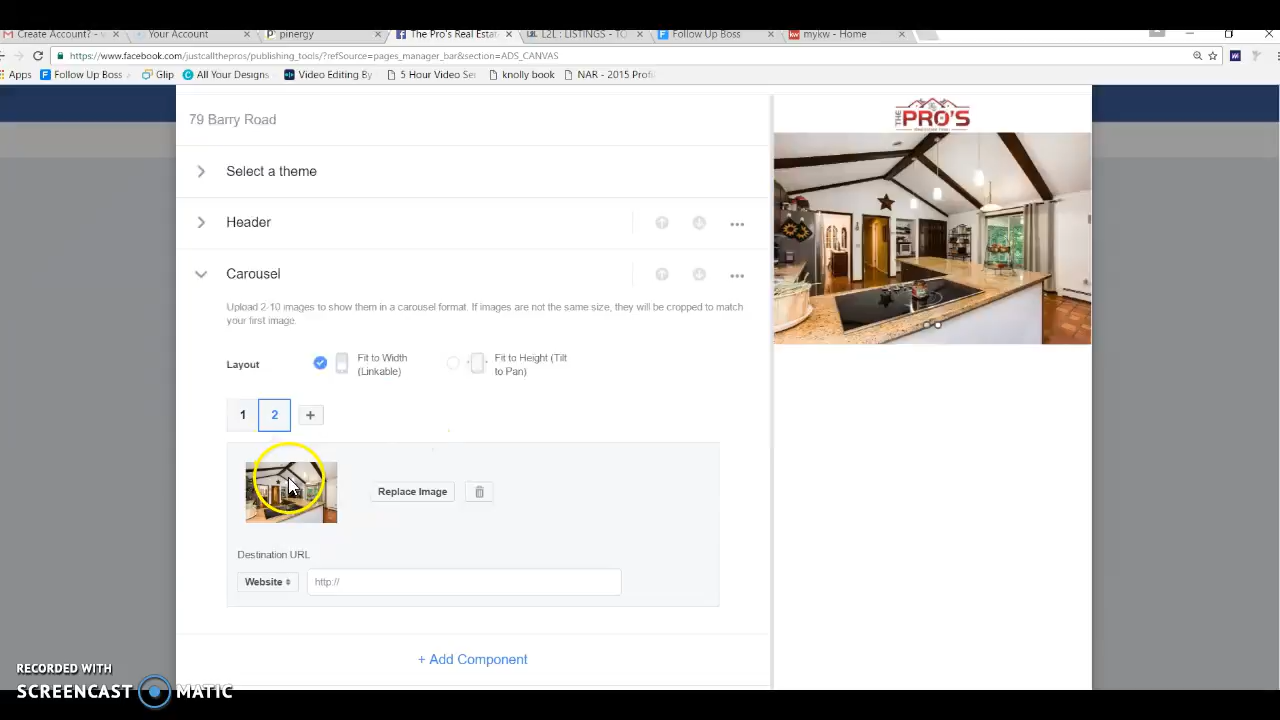 Create Account? - v
Your Account
pinergy
The Pro's Real Estat
L2L: LISTINGS - TO
Follow Up Boss
mykw - Home
https://www.facebook.com/justcallthepros/publishing_tools/?refSource=pages_manager_bar&section=ADS_CANVAS
Apps
Follow Up Boss
Glip
All Your Designs
Video Editing By
5 Hour Video Se
knolly book
NAR - 2015 Profi
79 Barry Road
THE PRO'S
Select a theme
Header
Carousel
Upload 2-10 images to show them in a carousel format. If images are not the same size, they will be cropped to match
your first image.
Layout
Fit to Width
(Linkable)
Fit to Height (Tilt
to Pan)
1
2
+
Replace Image
Destination URL
Website
http://
+ Add Component
RECORDED WITH
SCREENCAST MATIC